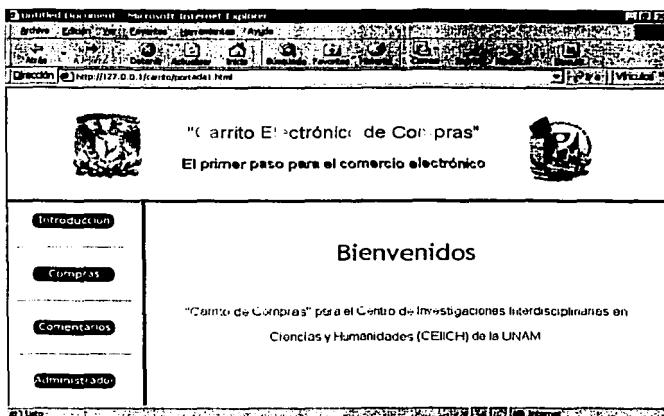 Untitled Document - Microsoft Internet Explorer
Archivo Edición Ver Favoritos Herramientas Ayuda
Atrás Detener Actualizar Inicio Búsqueda Favoritos Historial Correo
Dirección http://127.0.0.1/carrito/portada1.html Ir a Vínculos
"Carrito Electrónico de Compras"
El primer paso para el comercio electrónico
Introducción
Compras
Comentarios
Administrador
Bienvenidos
"Carrito de Compras" para el Centro de Investigaciones Interdisciplinarias en
Ciencias y Humanidades (CEIICH) de la UNAM
Listo Internet